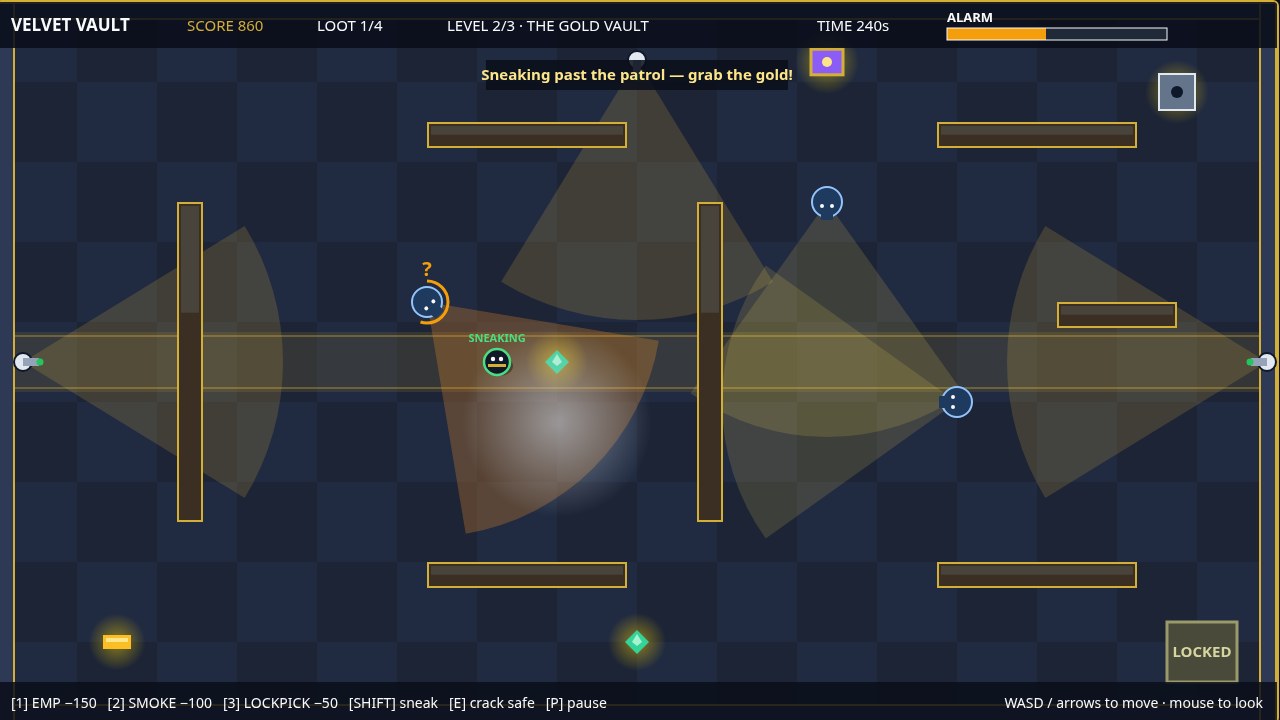 VELVET VAULT SCORE 860 LOOT 1/4 LEVEL 2/3 · THE GOLD VAULT TIME 240s ALARM
Sneaking past the patrol — grab the gold!
?
SNEAKING
LOCKED
[1] EMP −150 [2] SMOKE −100 [3] LOCKPICK −50 [SHIFT] sneak [E] crack safe [P] pause WASD / arrows to move · mouse to look